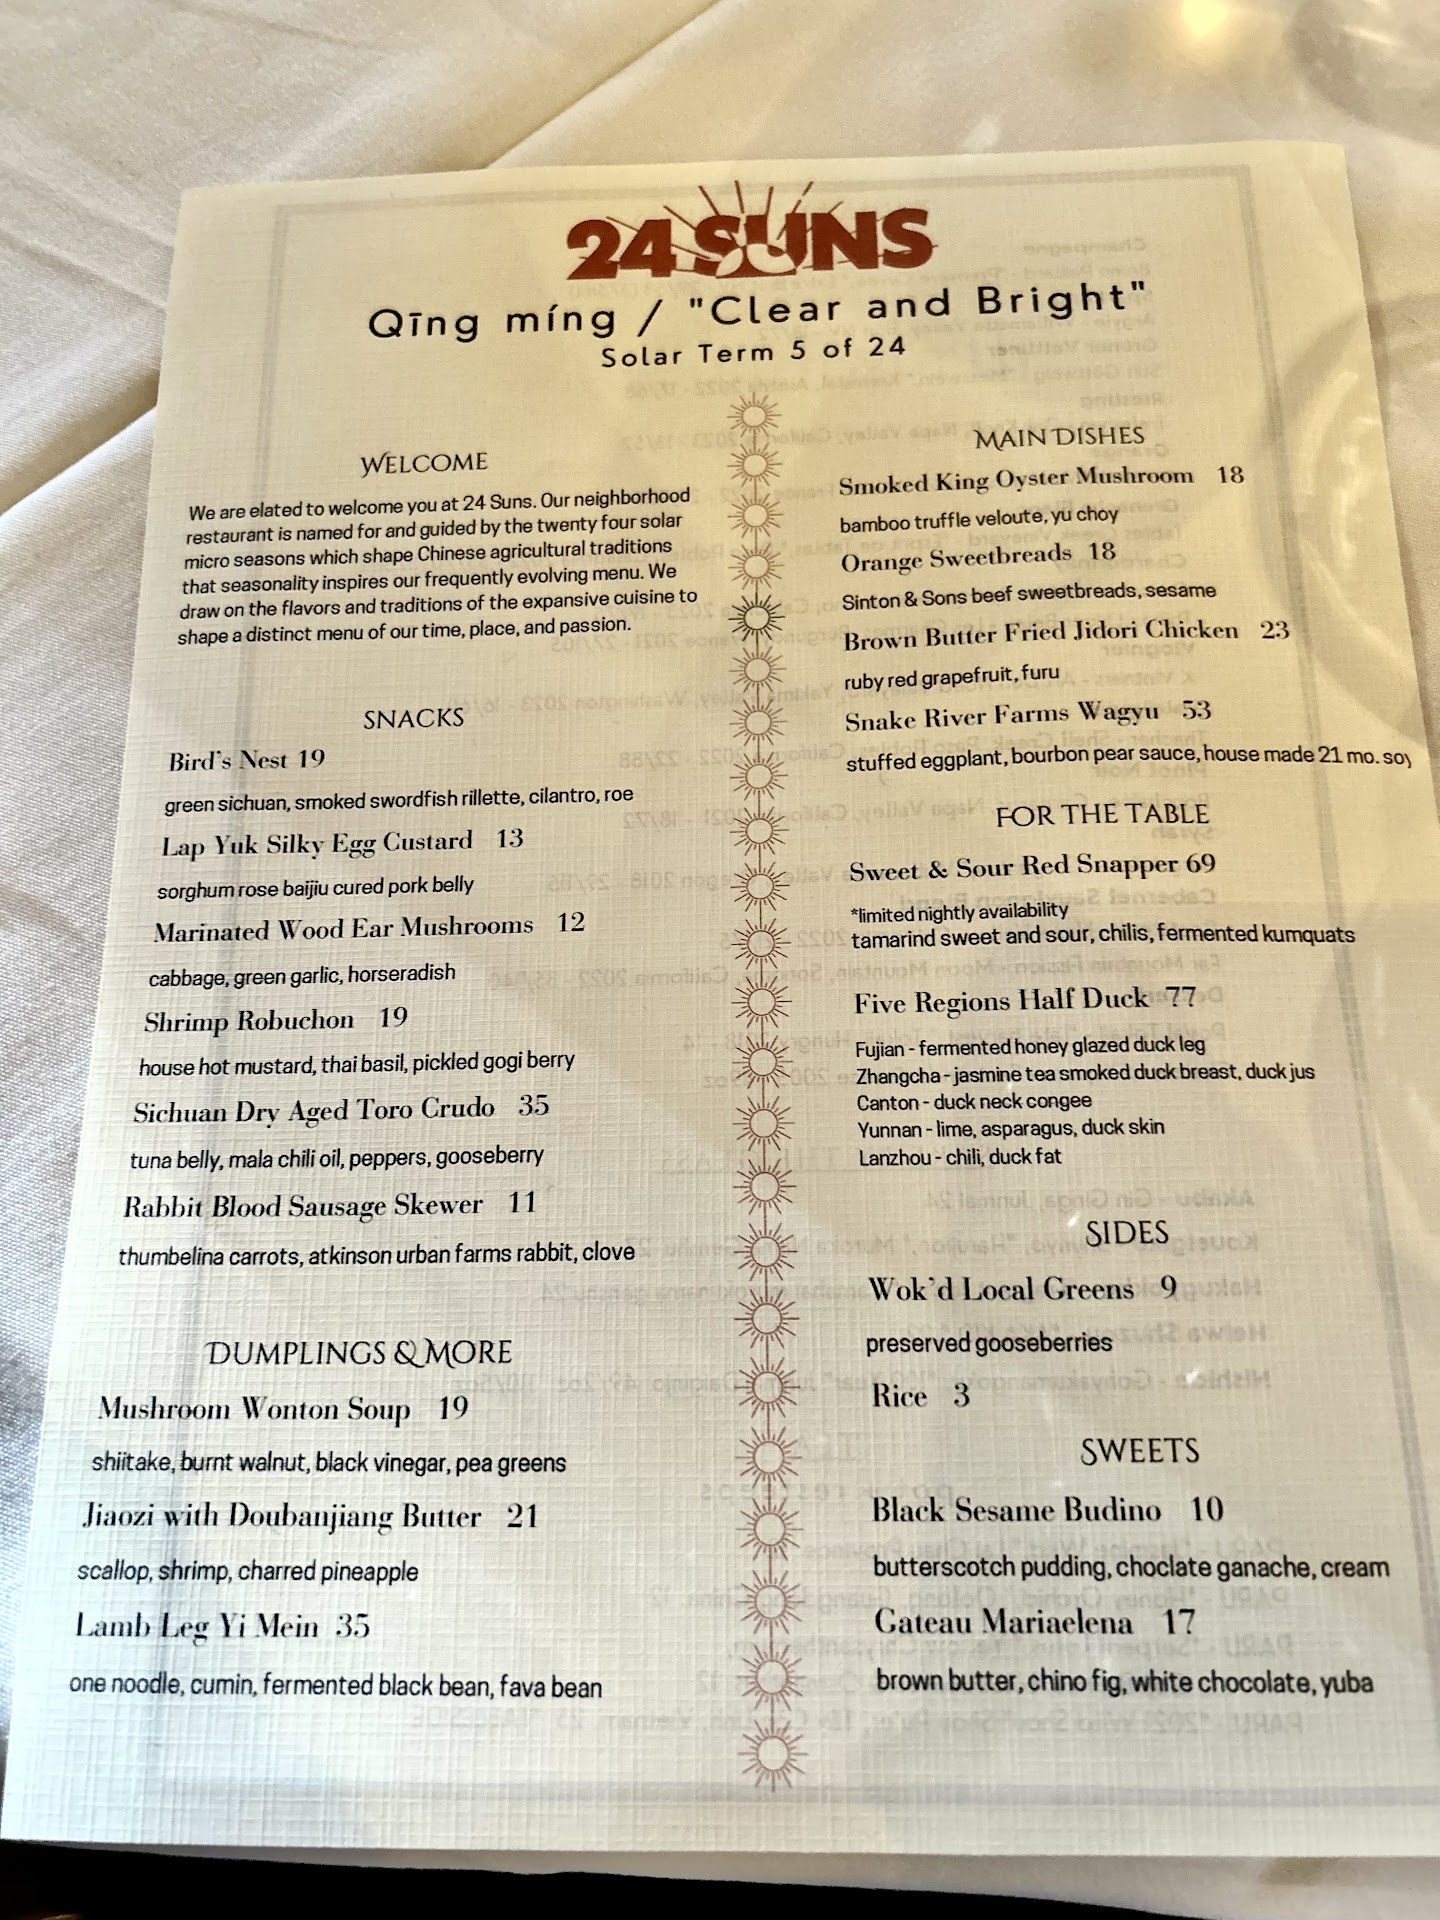 24 SUNS
Qīng míng / "Clear and Bright"
Solar Term 5 of 24
WELCOME
We are elated to welcome you at 24 Suns. Our neighborhood
restaurant is named for and guided by the twenty four solar
micro seasons which shape Chinese agricultural traditions
that seasonality inspires our frequently evolving menu. We
draw on the flavors and traditions of the expansive cuisine to
shape a distinct menu of our time, place, and passion.
SNACKS
Bird's Nest 19
green sichuan, smoked swordfish rillette, cilantro, roe
Lap Yuk Silky Egg Custard 13
sorghum rose baijiu cured pork belly
Marinated Wood Ear Mushrooms 12
cabbage, green garlic, horseradish
Shrimp Robuchon 19
house hot mustard, thai basil, pickled gogi berry
Sichuan Dry Aged Toro Crudo 35
tuna belly, mala chili oil, peppers, gooseberry
Rabbit Blood Sausage Skewer 11
thumbelina carrots, atkinson urban farms rabbit, clove
DUMPLINGS & MORE
Mushroom Wonton Soup 19
shiitake, burnt walnut, black vinegar, pea greens
Jiaozi with Doubanjiang Butter 21
scallop, shrimp, charred pineapple
Lamb Leg Yi Mein 35
one noodle, cumin, fermented black bean, fava bean
MAIN DISHES
Smoked King Oyster Mushroom 18
bamboo truffle veloute, yu choy
Orange Sweetbreads 18
Sinton & Sons beef sweetbreads, sesame
Brown Butter Fried Jidori Chicken 23
ruby red grapefruit, furu
Snake River Farms Wagyu 53
stuffed eggplant, bourbon pear sauce, house made 21 mo. soy
FOR THE TABLE
Sweet & Sour Red Snapper 69
*limited nightly availability
tamarind sweet and sour, chilis, fermented kumquats
Five Regions Half Duck 77
Fujian - fermented honey glazed duck leg
Zhangcha - jasmine tea smoked duck breast, duck jus
Canton - duck neck congee
Yunnan - lime, asparagus, duck skin
Lanzhou - chili, duck fat
SIDES
Wok'd Local Greens 9
preserved gooseberries
Rice 3
SWEETS
Black Sesame Budino 10
butterscotch pudding, choclate ganache, cream
Gateau Mariaelena 17
brown butter, chino fig, white chocolate, yuba